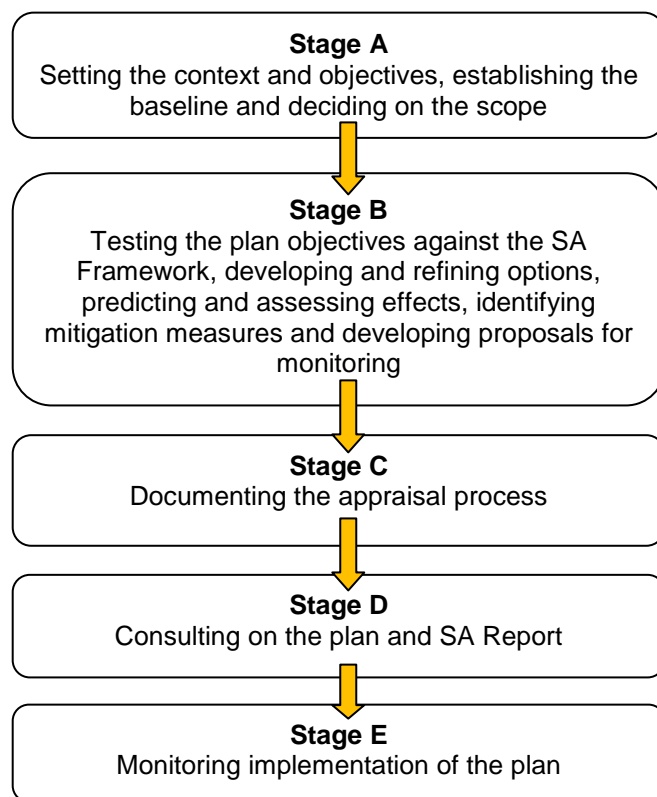 Stage A
Setting the context and objectives, establishing the
baseline and deciding on the scope
Stage B
Testing the plan objectives against the SA
Framework, developing and refining options,
predicting and assessing effects, identifying
mitigation measures and developing proposals for
monitoring
Stage C
Documenting the appraisal process
Stage D
Consulting on the plan and SA Report
Stage E
Monitoring implementation of the plan